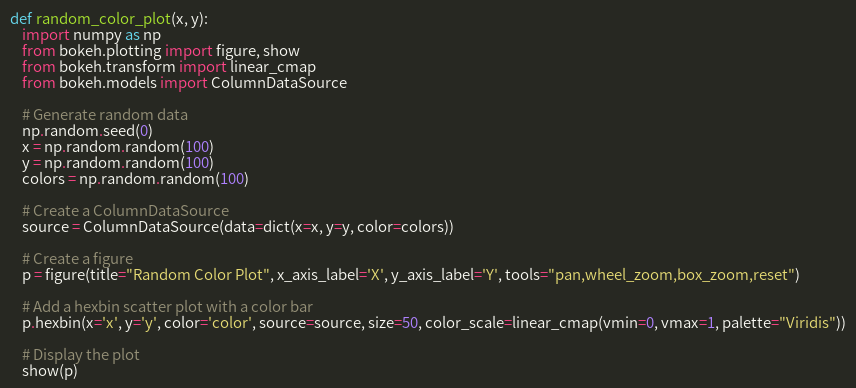 def random_color_plot(x, y):
    import numpy as np
    from bokeh.plotting import figure, show
    from bokeh.transform import linear_cmap
    from bokeh.models import ColumnDataSource

    # Generate random data
    np.random.seed(0)
    x = np.random.random(100)
    y = np.random.random(100)
    colors = np.random.random(100)

    # Create a ColumnDataSource
    source = ColumnDataSource(data=dict(x=x, y=y, color=colors))

    # Create a figure
    p = figure(title="Random Color Plot", x_axis_label='X', y_axis_label='Y', tools="pan,wheel_zoom,box_zoom,reset")

    # Add a hexbin scatter plot with a color bar
    p.hexbin(x='x', y='y', color='color', source=source, size=50, color_scale=linear_cmap(vmin=0, vmax=1, palette="Viridis"))

    # Display the plot
    show(p)